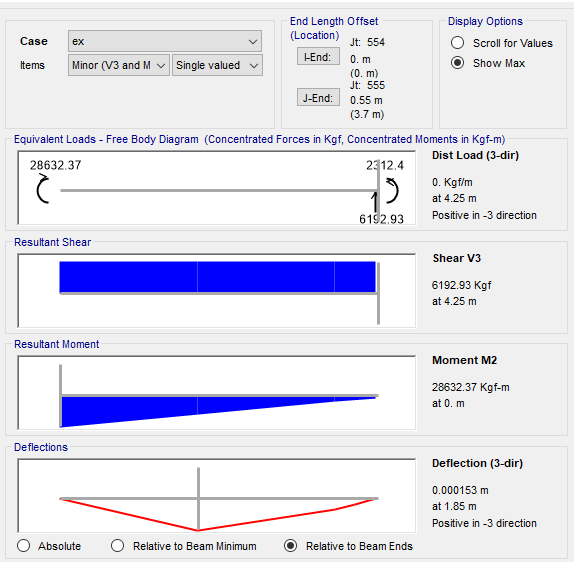 Case ex
Items Minor (V3 and M Single valued
End Length Offset
(Location)
Jt: 554
I-End: 0. m
(0. m)
Jt: 555
J-End: 0.55 m
(3.7 m)
Display Options
Scroll for Values
Show Max
Equivalent Loads - Free Body Diagram (Concentrated Forces in Kgf, Concentrated Moments in Kgf-m)
28632.37
2312.4
6192.93
Dist Load (3-dir)
0. Kgf/m
at 4.25 m
Positive in -3 direction
Resultant Shear
Shear V3
6192.93 Kgf
at 4.25 m
Resultant Moment
Moment M2
28632.37 Kgf-m
at 0. m
Deflections
Deflection (3-dir)
0.000153 m
at 1.85 m
Positive in -3 direction
Absolute Relative to Beam Minimum Relative to Beam Ends